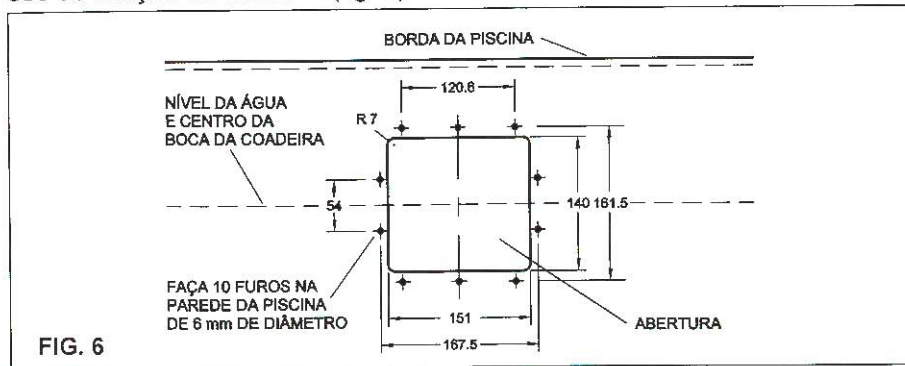 BORDA DA PISCINA
120.6
NÍVEL DA ÁGUA
E CENTRO DA
BOCA DA COADEIRA
R 7
54
140 161.5
FAÇA 10 FUROS NA
PAREDE DA PISCINA
DE 6 mm DE DIÂMETRO
151
ABERTURA
167.5
FIG. 6